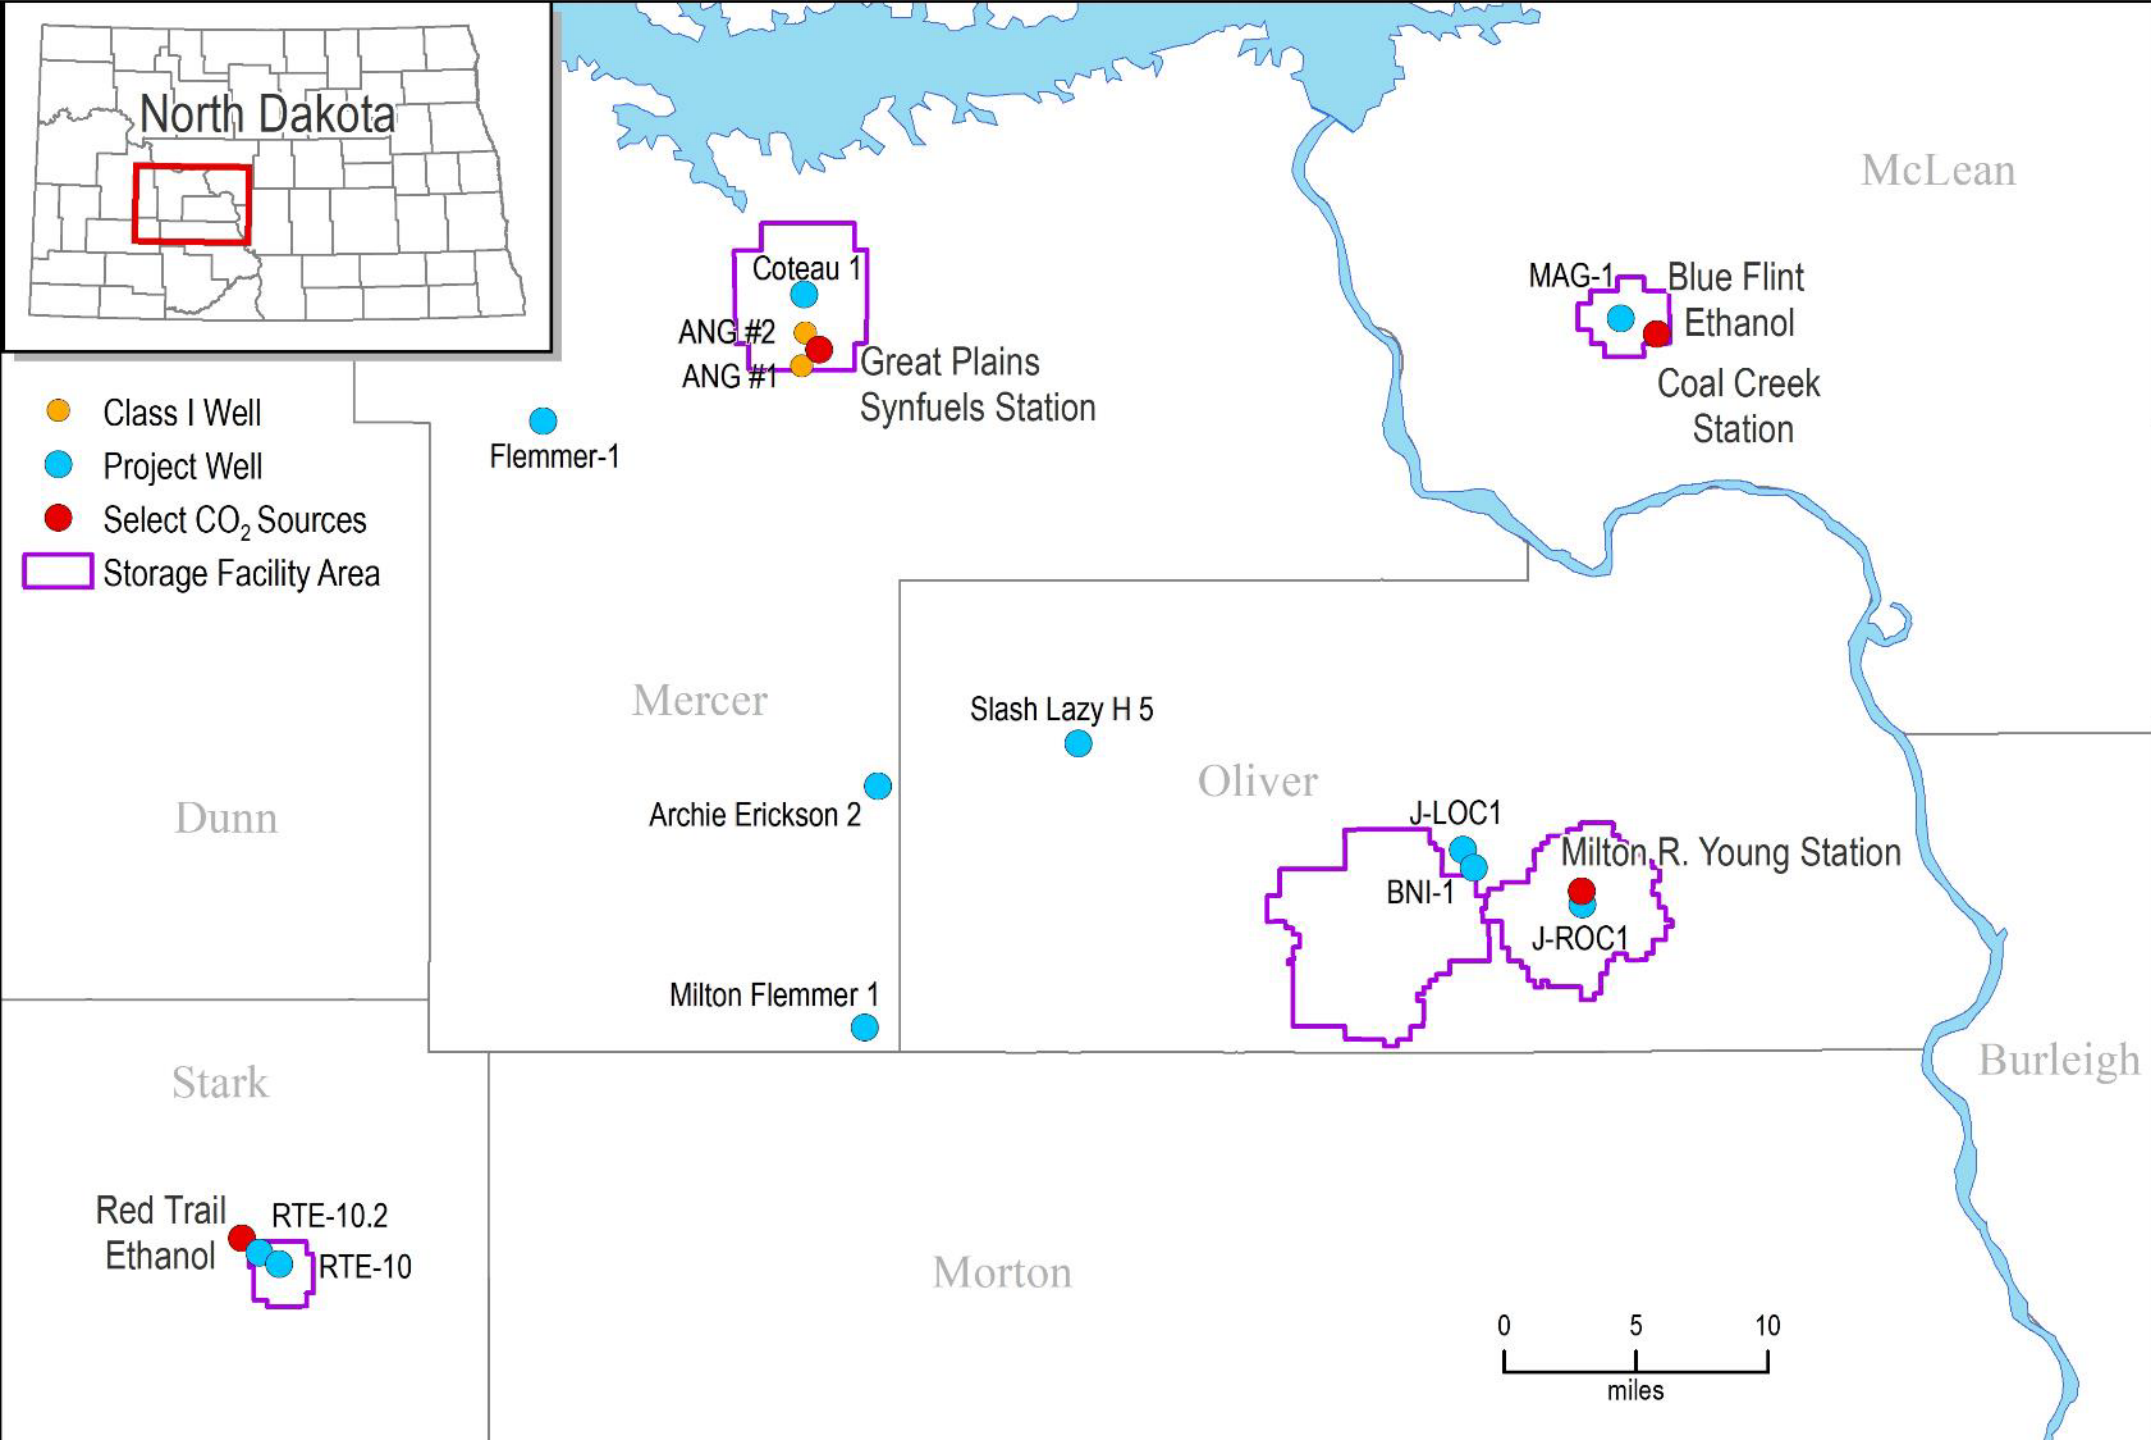 North Dakota
McLean
Coteau 1
MAG-1
Blue Flint
Ethanol
ANG #2
ANG #1
Great Plains
Synfuels Station
Coal Creek
Station
Class I Well
Project Well
Select CO₂ Sources
Storage Facility Area
Flemmer-1
Mercer
Slash Lazy H 5
Oliver
Dunn
Archie Erickson 2
J-LOC1
Milton R. Young Station
BNI-1
J-ROC1
Milton Flemmer 1
Stark
Burleigh
Red Trail
Ethanol
RTE-10.2
RTE-10
Morton
0 5 10
miles